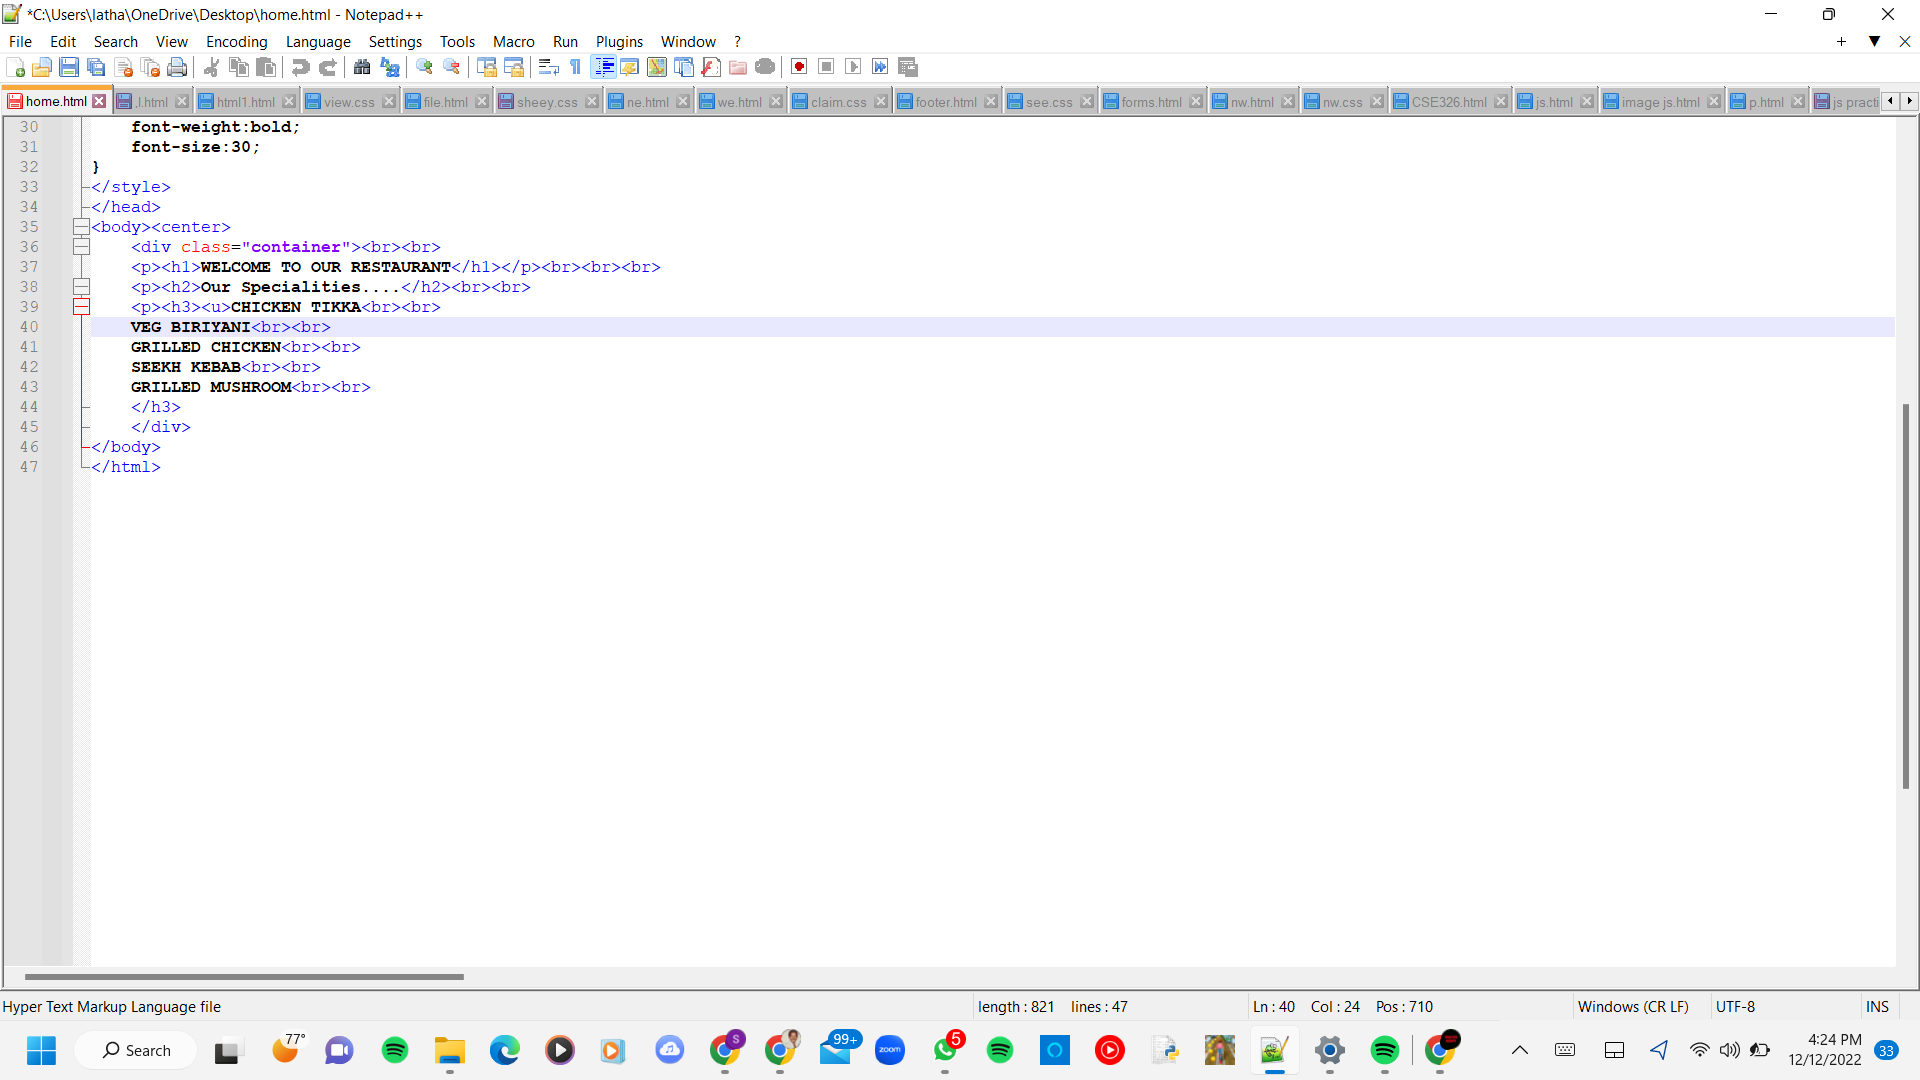 *C:\Users\latha\OneDrive\Desktop\home.html - Notepad++
File Edit Search View Encoding Language Settings Tools Macro Run Plugins Window ?
home.html .l.html html1.html view.css file.html sheey.css ne.html we.html claim.css footer.html see.css forms.html nw.html nw.css CSE326.html js.html image js.html p.html js practi
30 font-weight:bold;
31 font-size:30;
32 }
33 </style>
34 </head>
35 <body><center>
36 <div class="container"><br><br>
37 <p><h1>WELCOME TO OUR RESTAURANT</h1></p><br><br><br>
38 <p><h2>Our Specialities....</h2><br><br>
39 <p><h3><u>CHICKEN TIKKA<br><br>
40 VEG BIRIYANI<br><br>
41 GRILLED CHICKEN<br><br>
42 SEEKH KEBAB<br><br>
43 GRILLED MUSHROOM<br><br>
44 </h3>
45 </div>
46 </body>
47 </html>
Hyper Text Markup Language file length : 821 lines : 47 Ln : 40 Col : 24 Pos : 710 Windows (CR LF) UTF-8 INS
Search 77° S 99+ zoom 5 4:24 PM
12/12/2022 33